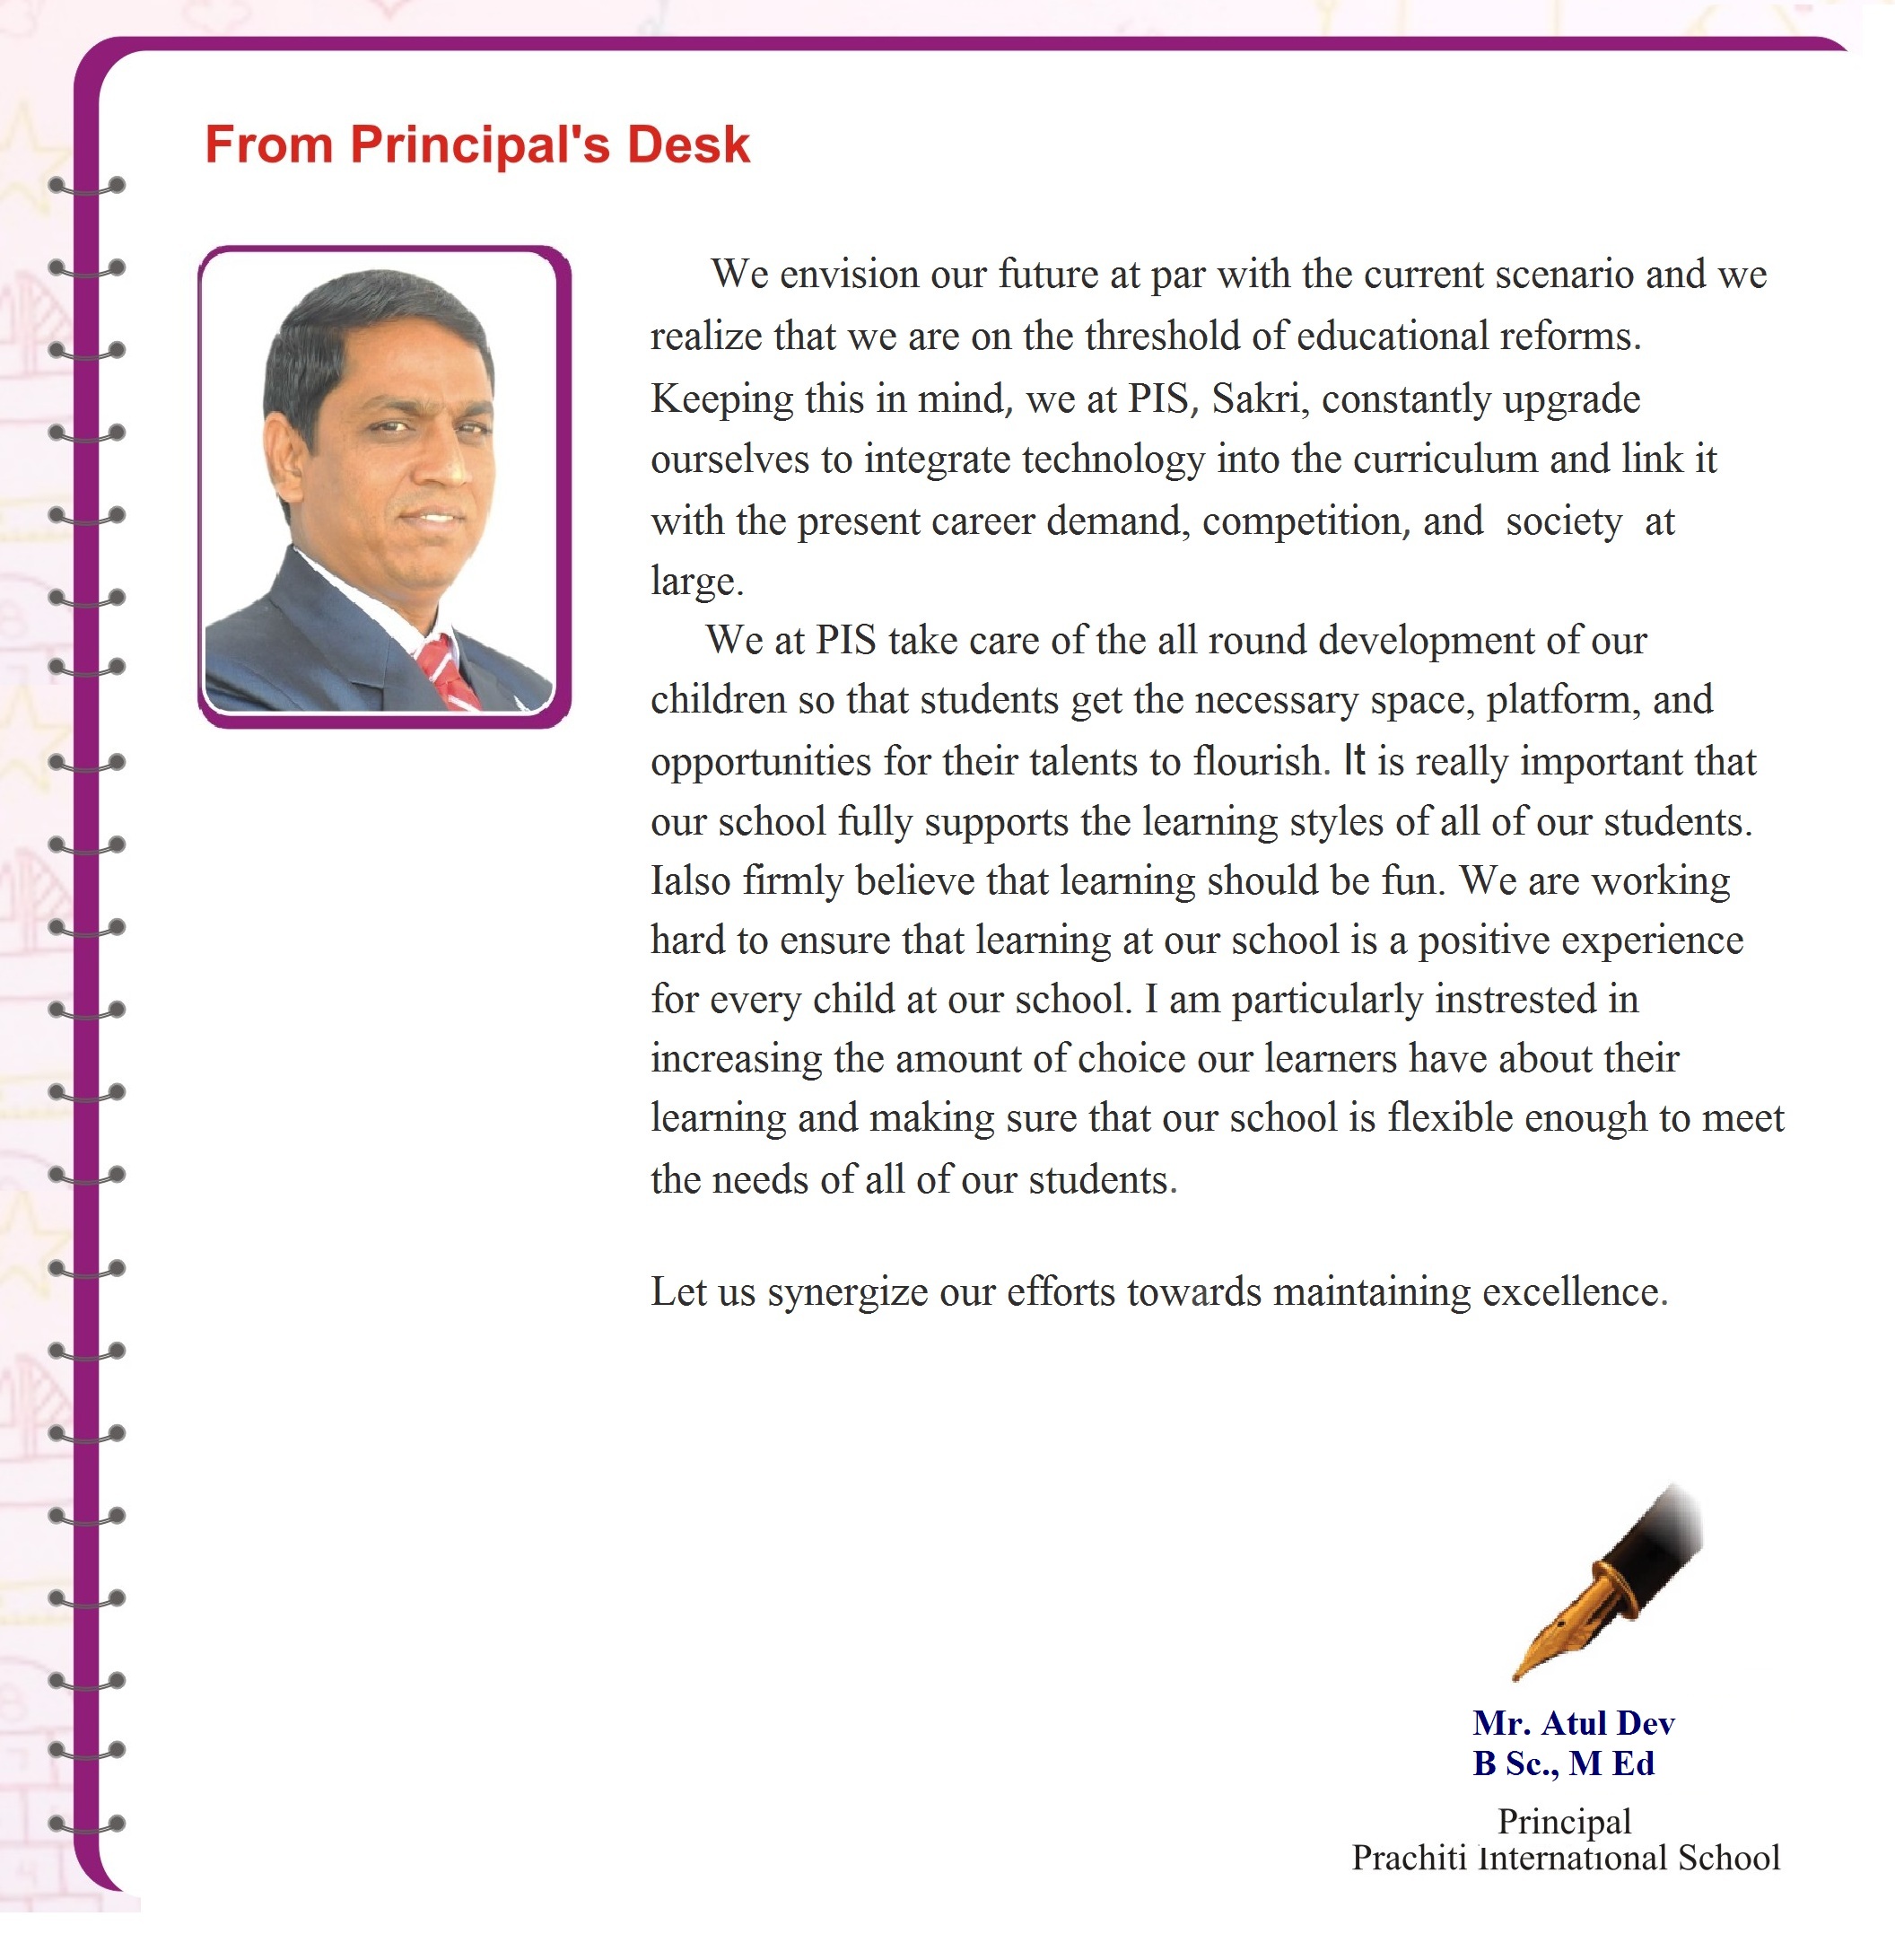 From Principal's Desk
We envision our future at par with the current scenario and we
realize that we are on the threshold of educational reforms.
Keeping this in mind, we at PIS, Sakri, constantly upgrade
ourselves to integrate technology into the curriculum and link it
with the present career demand, competition, and society at
large.
We at PIS take care of the all round development of our
children so that students get the necessary space, platform, and
opportunities for their talents to flourish. It is really important that
our school fully supports the learning styles of all of our students.
Ialso firmly believe that learning should be fun. We are working
hard to ensure that learning at our school is a positive experience
for every child at our school. I am particularly instrested in
increasing the amount of choice our learners have about their
learning and making sure that our school is flexible enough to meet
the needs of all of our students.
Let us synergize our efforts towards maintaining excellence.
Mr. Atul Dev
B Sc., M Ed
Principal
Prachiti International School